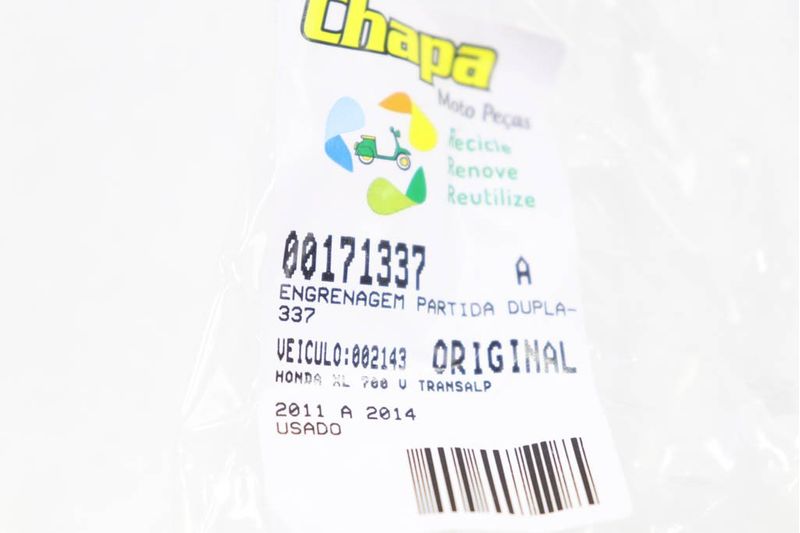 Chapa
Moto Peças
Recicle
Renove
Reutilize
00171337 A
ENGRENAGEM PARTIDA DUPLA-
337
VEICULO:002143 ORIGINAL
HONDA XL 700 V TRANSALP
2011 A 2014
USADO